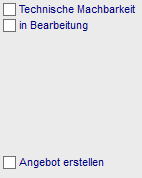 Technische Machbarkeit
in Bearbeitung
Angebot erstellen